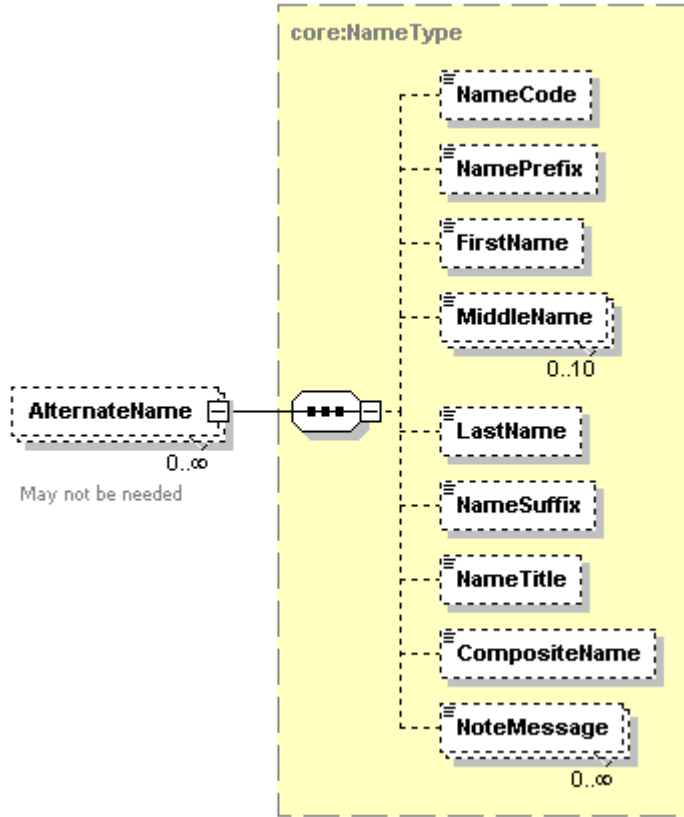 core:NameType
NameCode
NamePrefix
FirstName
MiddleName
0..10
AlternateName
0..∞
May not be needed
LastName
NameSuffix
NameTitle
CompositeName
NoteMessage
0..∞